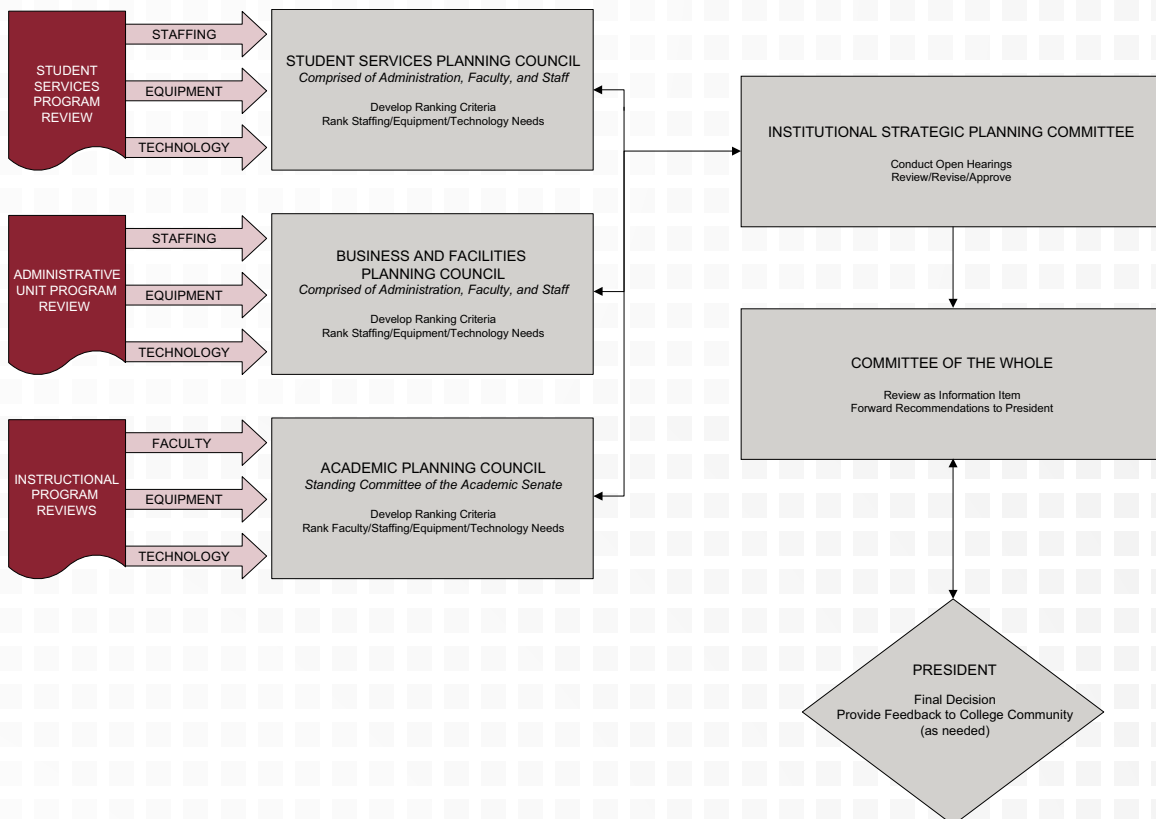 STUDENT
SERVICES
PROGRAM
REVIEW
STAFFING
EQUIPMENT
TECHNOLOGY
STUDENT SERVICES PLANNING COUNCIL
Comprised of Administration, Faculty, and Staff
Develop Ranking Criteria
Rank Staffing/Equipment/Technology Needs
ADMINISTRATIVE
UNIT PROGRAM
REVIEW
STAFFING
EQUIPMENT
TECHNOLOGY
BUSINESS AND FACILITIES
PLANNING COUNCIL
Comprised of Administration, Faculty, and Staff
Develop Ranking Criteria
Rank Staffing/Equipment/Technology Needs
INSTRUCTIONAL
PROGRAM
REVIEWS
FACULTY
EQUIPMENT
TECHNOLOGY
ACADEMIC PLANNING COUNCIL
Standing Committee of the Academic Senate
Develop Ranking Criteria
Rank Faculty/Staffing/Equipment/Technology Needs
INSTITUTIONAL STRATEGIC PLANNING COMMITTEE
Conduct Open Hearings
Review/Revise/Approve
COMMITTEE OF THE WHOLE
Review as Information Item
Forward Recommendations to President
PRESIDENT
Final Decision
Provide Feedback to College Community
(as needed)